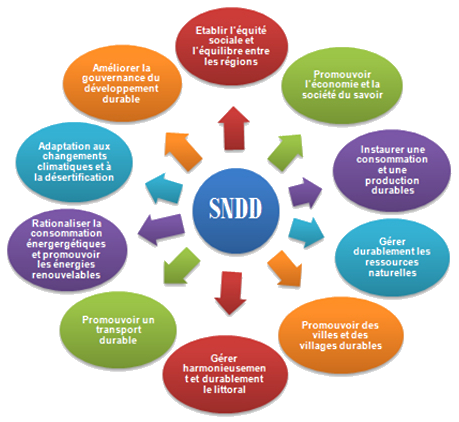 Etablir l'équité
sociale et
l'équilibre entre
les régions
Promouvoir
l'économie et la
société du savoir
Instaurer une
consommation
et une
production
durables
Gérer
durablement les
ressources
naturelles
Promouvoir des
villes et des
villages durables
Gérer
harmonieusemen
t et durablement
le littoral
Promouvoir un
transport
durable
Rationaliser la
consommation
énergergétiques
et promouvoir
les énergies
renouvelables
Adaptation aux
changements
climatiques et à
la désertification
Améliorer la
gouvernance du
développement
durable
SNDD